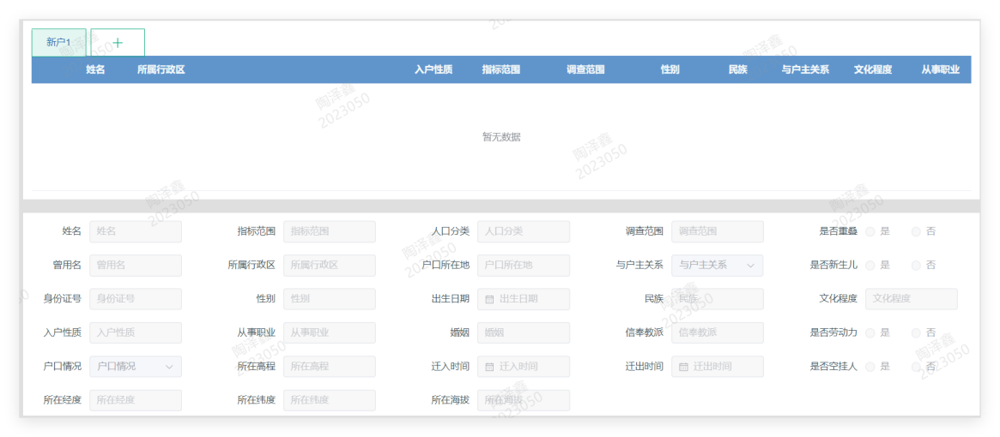 新户1 +
姓名 所属行政区 入户性质 指标范围 调查范围 性别 民族 与户主关系 文化程度 从事职业
暂无数据
姓名 姓名 指标范围 指标范围 人口分类 人口分类 调查范围 调查范围 是否重叠 是 否
曾用名 曾用名 所属行政区 所属行政区 户口所在地 户口所在地 与户主关系 与户主关系 是否新生儿 是 否
身份证号 身份证号 性别 性别 出生日期 出生日期 民族 民族 文化程度 文化程度
入户性质 入户性质 从事职业 从事职业 婚姻 婚姻 信奉教派 信奉教派 是否劳动力 是 否
户口情况 户口情况 所在高程 所在高程 迁入时间 迁入时间 迁出时间 迁出时间 是否空挂人 是 否
所在经度 所在经度 所在纬度 所在纬度 所在海拔 所在海拔
陶泽鑫
2023050